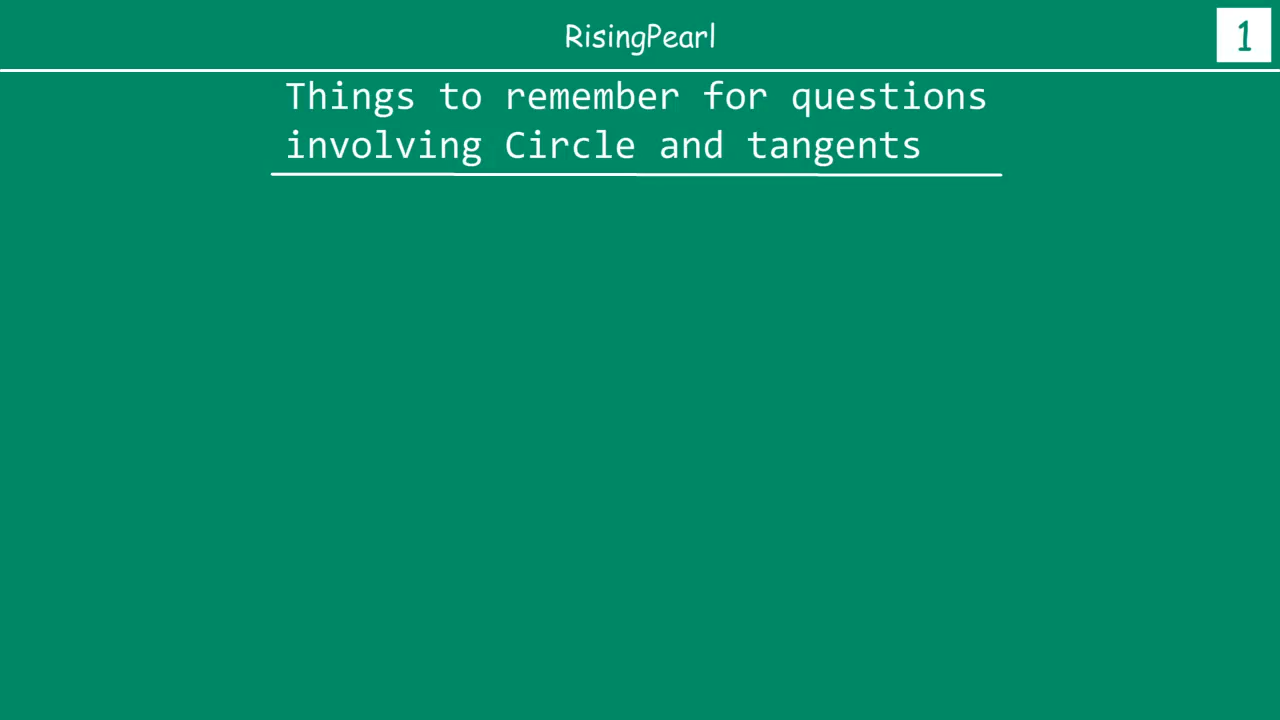 RisingPearl
1
Things to remember for questions
involving Circle and tangents